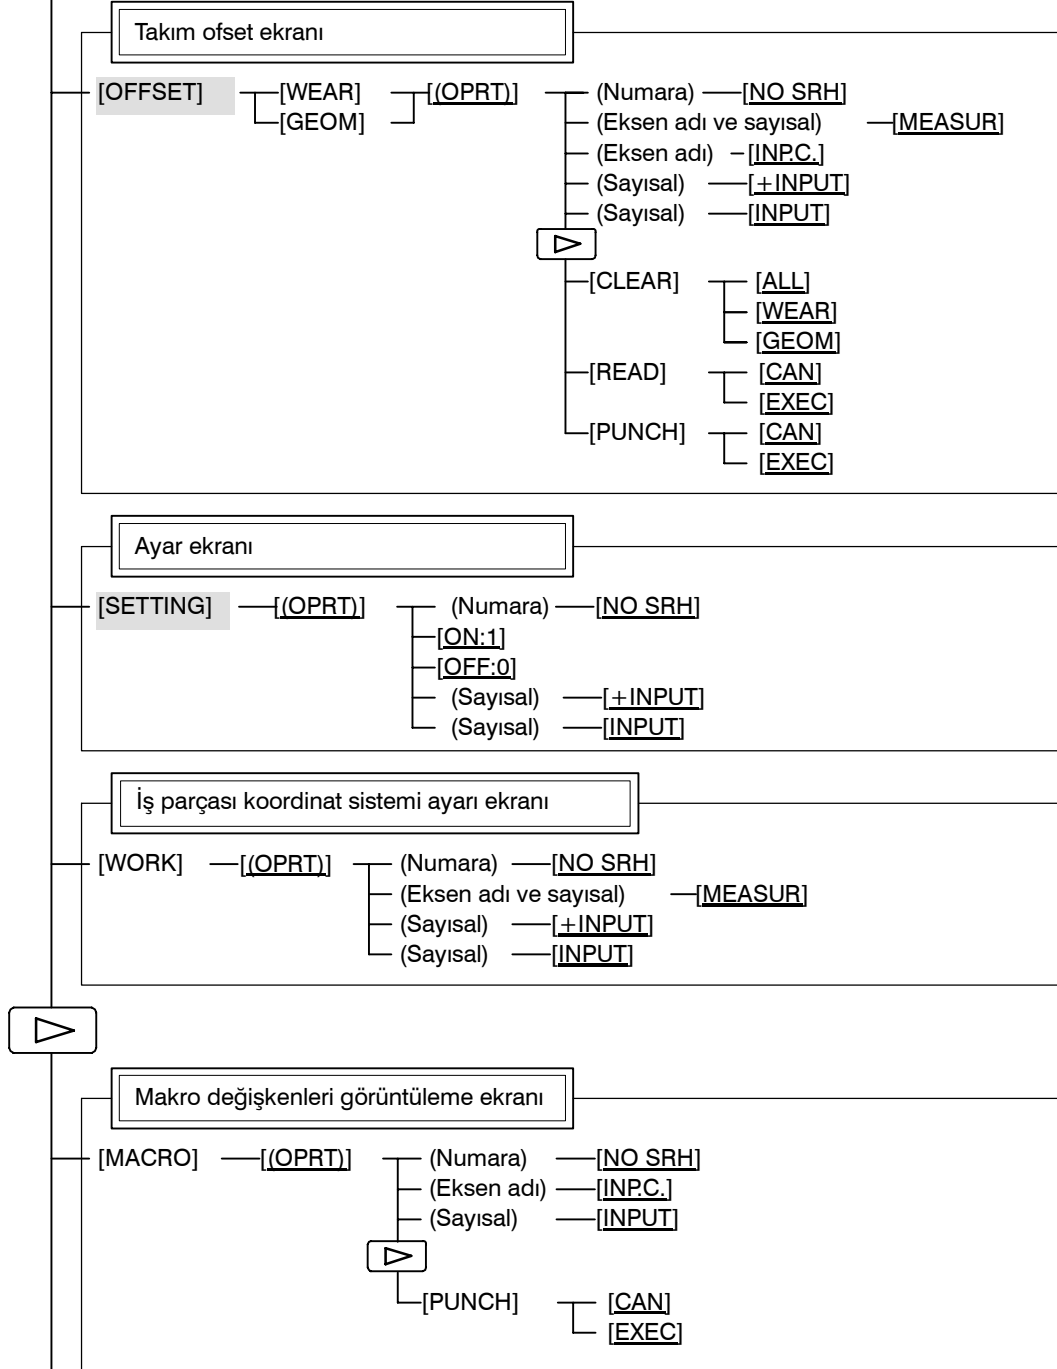 Takım ofset ekranı
[OFFSET] [WEAR] [(OPRT)] (Numara) [NO SRH]
[GEOM] (Eksen adı ve sayısal) [MEASUR]
(Eksen adı) [INP.C.]
(Sayısal) [+INPUT]
(Sayısal) [INPUT]
[CLEAR] [ALL]
[WEAR]
[GEOM]
[READ] [CAN]
[EXEC]
[PUNCH] [CAN]
[EXEC]
Ayar ekranı
[SETTING] [(OPRT)] (Numara) [NO SRH]
[ON:1]
[OFF:0]
(Sayısal) [+INPUT]
(Sayısal) [INPUT]
İş parçası koordinat sistemi ayarı ekranı
[WORK] [(OPRT)] (Numara) [NO SRH]
(Eksen adı ve sayısal) [MEASUR]
(Sayısal) [+INPUT]
(Sayısal) [INPUT]
Makro değişkenleri görüntüleme ekranı
[MACRO] [(OPRT)] (Numara) [NO SRH]
(Eksen adı) [INP.C.]
(Sayısal) [INPUT]
[PUNCH] [CAN]
[EXEC]